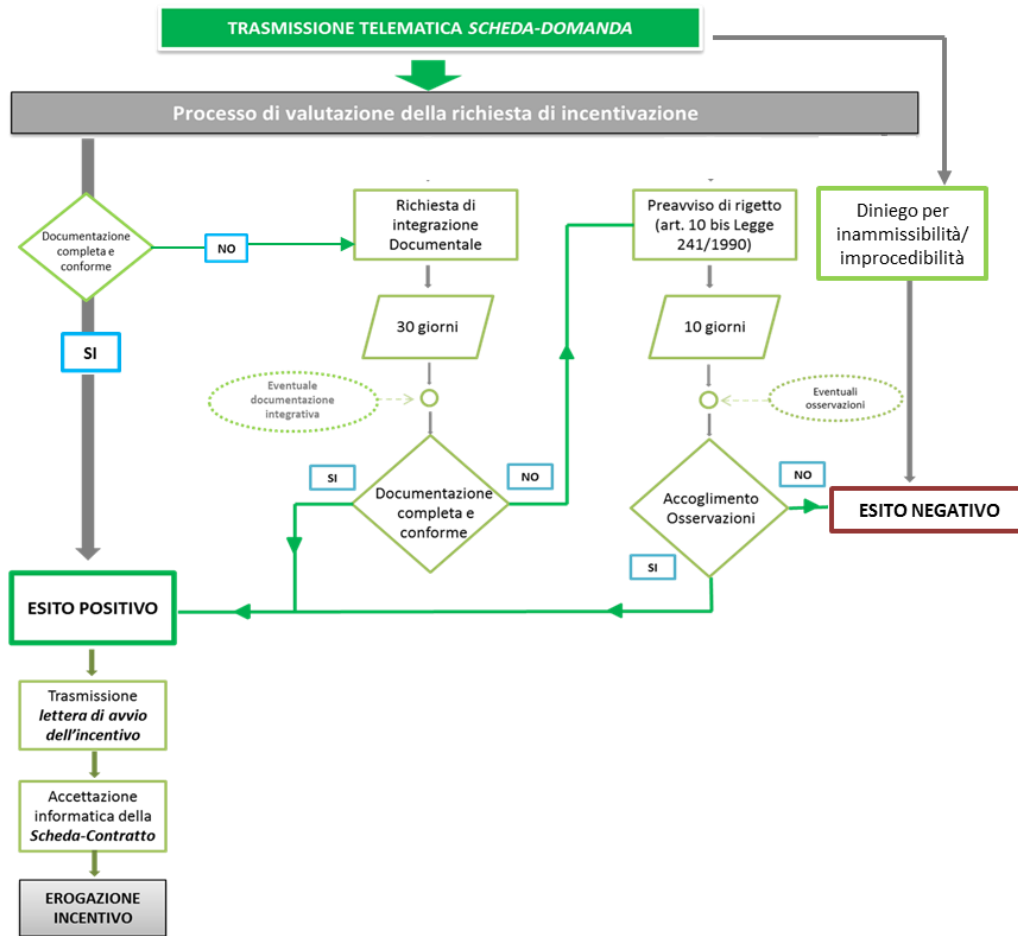 TRASMISSIONE TELEMATICA SCHEDA-DOMANDA
Processo di valutazione della richiesta di incentivazione
Documentazione
completa e
conforme
NO
Richiesta di
integrazione
Documentale
Preavviso di rigetto
(art. 10 bis Legge
241/1990)
Diniego per
inammissibilità/
improcedibilità
SI
30 giorni
10 giorni
Eventuale
documentazione
integrativa
Eventuali
osservazioni
SI
Documentazione
completa e
conforme
NO
Accoglimento
Osservazioni
NO
SI
ESITO NEGATIVO
ESITO POSITIVO
Trasmissione
lettera di avvio
dell'incentivo
Accettazione
informatica della
Scheda-Contratto
EROGAZIONE
INCENTIVO